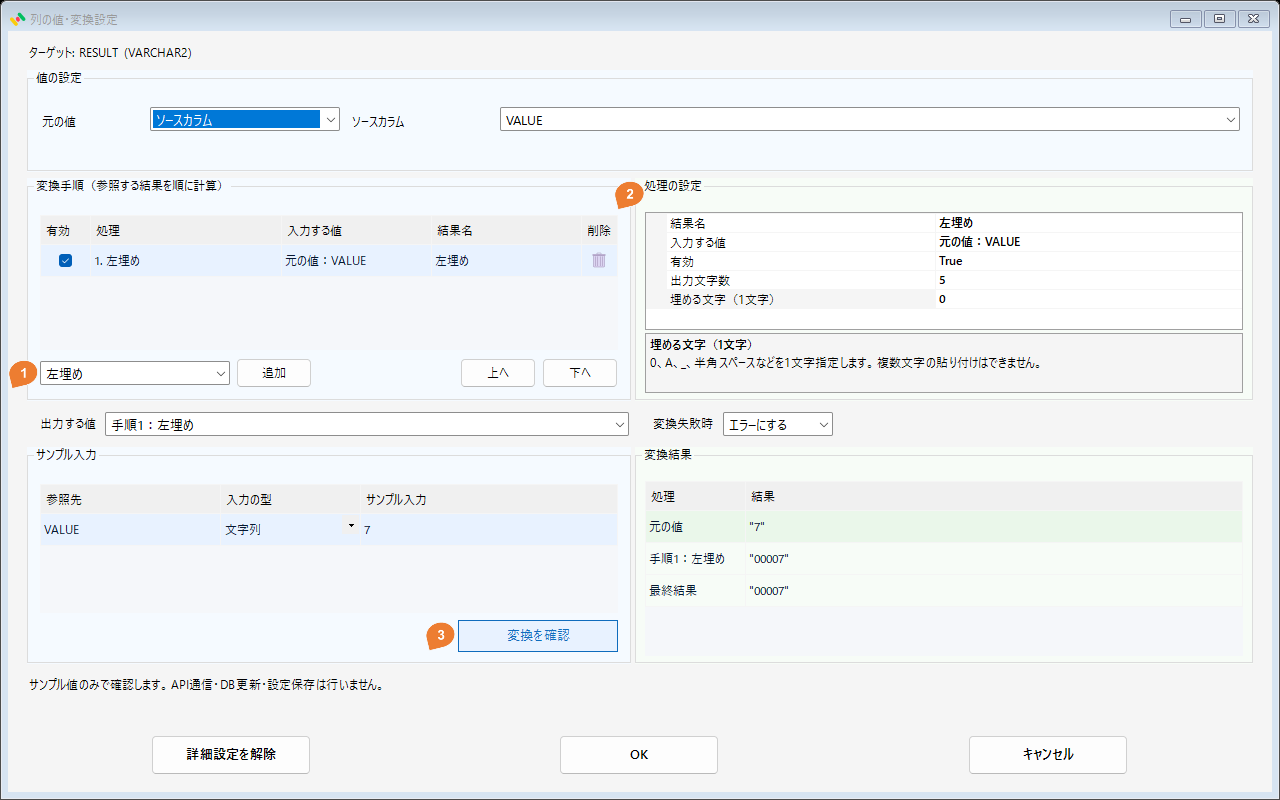 列の値・変換設定
ターゲット: RESULT (VARCHAR2)
値の設定
元の値 ソースカラム ソースカラム VALUE
変換手順（参照する結果を順に計算）
有効 処理 入力する値 結果名 削除
1. 左埋め 元の値：VALUE 左埋め
1 左埋め 追加 上へ 下へ
2 処理の設定
結果名 左埋め
入力する値 元の値：VALUE
有効 True
出力文字数 5
埋める文字（1文字） 0
埋める文字（1文字）
0、A、_、半角スペースなどを1文字指定します。複数文字の貼り付けはできません。
出力する値 手順1：左埋め 変換失敗時 エラーにする
サンプル入力
参照先 入力の型 サンプル入力
VALUE 文字列 7
3 変換を確認
変換結果
処理 結果
元の値 "7"
手順1：左埋め "00007"
最終結果 "00007"
サンプル値のみで確認します。API通信・DB更新・設定保存は行いません。
詳細設定を解除 OK キャンセル